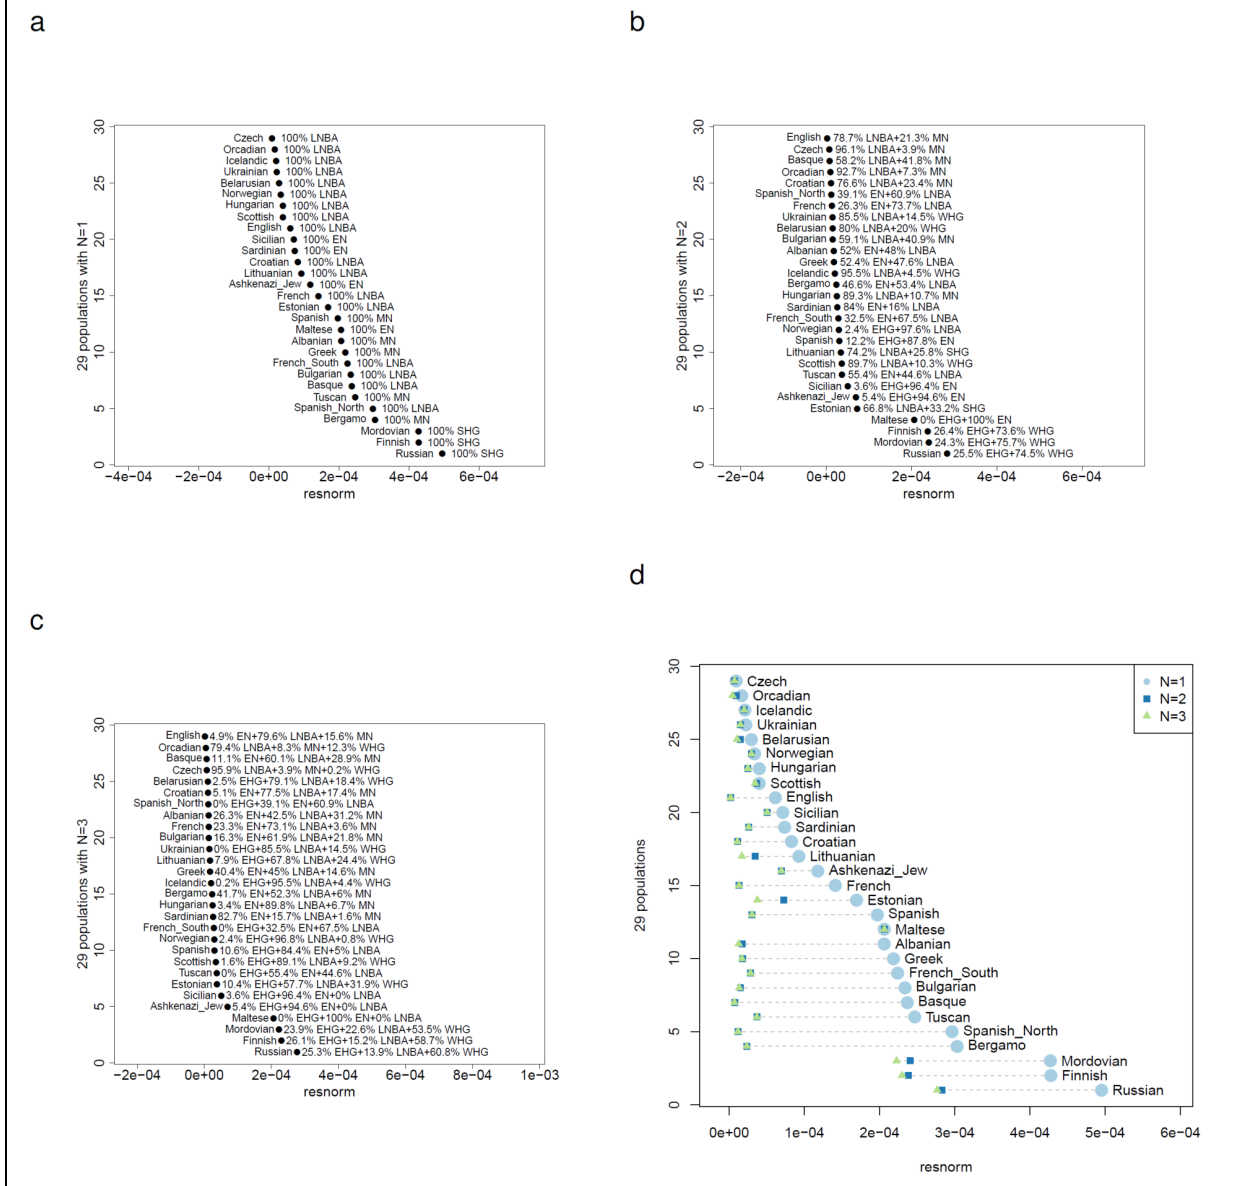 a
29 populations with N=1
30
25
20
15
10
5
0
Czech 100% LNBA
Orcadian 100% LNBA
Icelandic 100% LNBA
Ukrainian 100% LNBA
Belarusian 100% LNBA
Norwegian 100% LNBA
Hungarian 100% LNBA
Scottish 100% LNBA
English 100% LNBA
Sicilian 100% EN
Sardinian 100% EN
Croatian 100% LNBA
Lithuanian 100% LNBA
Ashkenazi_Jew 100% EN
French 100% LNBA
Estonian 100% LNBA
Spanish 100% MN
Maltese 100% EN
Albanian 100% MN
Greek 100% MN
French_South 100% LNBA
Bulgarian 100% LNBA
Basque 100% LNBA
Tuscan 100% MN
Spanish_North 100% LNBA
Bergamo 100% MN
Mordovian 100% SHG
Finnish 100% SHG
Russian 100% SHG
−4e−04 −2e−04 0e+00 2e−04 4e−04 6e−04
resnorm
b
29 populations with N=2
30
25
20
15
10
5
0
English 78.7% LNBA+21.3% MN
Czech 96.1% LNBA+3.9% MN
Basque 58.2% LNBA+41.8% MN
Orcadian 92.7% LNBA+7.3% MN
Croatian 76.6% LNBA+23.4% MN
Spanish_North 39.1% EN+60.9% LNBA
French 26.3% EN+73.7% LNBA
Ukrainian 85.5% LNBA+14.5% WHG
Belarusian 80% LNBA+20% WHG
Bulgarian 59.1% LNBA+40.9% MN
Albanian 52% EN+48% LNBA
Greek 52.4% EN+47.6% LNBA
Icelandic 95.5% LNBA+4.5% WHG
Bergamo 46.6% EN+53.4% LNBA
Hungarian 89.3% LNBA+10.7% MN
Sardinian 84% EN+16% LNBA
French_South 32.5% EN+67.5% LNBA
Norwegian 2.4% EHG+97.6% LNBA
Spanish 12.2% EHG+87.8% EN
Lithuanian 74.2% LNBA+25.8% SHG
Scottish 89.7% LNBA+10.3% WHG
Tuscan 55.4% EN+44.6% LNBA
Sicilian 3.6% EHG+96.4% EN
Ashkenazi_Jew 5.4% EHG+94.6% EN
Estonian 66.8% LNBA+33.2% SHG
Maltese 0% EHG+100% EN
Finnish 26.4% EHG+73.6% WHG
Mordovian 24.3% EHG+75.7% WHG
Russian 25.5% EHG+74.5% WHG
−2e−04 0e+00 2e−04 4e−04 6e−04
resnorm
c
29 populations with N=3
30
25
20
15
10
5
0
English 4.9% EN+79.6% LNBA+15.6% MN
Orcadian 79.4% LNBA+8.3% MN+12.3% WHG
Basque 11.1% EN+60.1% LNBA+28.9% MN
Czech 95.9% LNBA+3.9% MN+0.2% WHG
Belarusian 2.5% EHG+79.1% LNBA+18.4% WHG
Croatian 5.1% EN+77.5% LNBA+17.4% MN
Spanish_North 0% EHG+39.1% EN+60.9% LNBA
Albanian 26.3% EN+42.5% LNBA+31.2% MN
French 23.3% EN+73.1% LNBA+3.6% MN
Bulgarian 16.3% EN+61.9% LNBA+21.8% MN
Ukrainian 0% EHG+85.5% LNBA+14.5% WHG
Lithuanian 7.9% EHG+67.8% LNBA+24.4% WHG
Greek 40.4% EN+45% LNBA+14.6% MN
Icelandic 0.2% EHG+95.5% LNBA+4.4% WHG
Bergamo 41.7% EN+52.3% LNBA+6% MN
Hungarian 3.4% EN+89.8% LNBA+6.7% MN
Sardinian 82.7% EN+15.7% LNBA+1.6% MN
French_South 0% EHG+32.5% EN+67.5% LNBA
Norwegian 2.4% EHG+96.8% LNBA+0.8% WHG
Spanish 10.6% EHG+84.4% EN+5% LNBA
Scottish 1.6% EHG+89.1% LNBA+9.2% WHG
Tuscan 0% EHG+55.4% EN+44.6% LNBA
Estonian 10.4% EHG+57.7% LNBA+31.9% WHG
Sicilian 3.6% EHG+96.4% EN+0% LNBA
Ashkenazi_Jew 5.4% EHG+94.6% EN+0% LNBA
Maltese 0% EHG+100% EN+0% LNBA
Mordovian 23.9% EHG+22.6% LNBA+53.5% WHG
Finnish 26.1% EHG+15.2% LNBA+58.7% WHG
Russian 25.3% EHG+13.9% LNBA+60.8% WHG
−2e−04 0e+00 2e−04 4e−04 6e−04 8e−04 1e−03
resnorm
d
29 populations
30
25
20
15
10
5
0
N=1
N=2
N=3
Czech
Orcadian
Icelandic
Ukrainian
Belarusian
Norwegian
Hungarian
Scottish
English
Sicilian
Sardinian
Croatian
Lithuanian
Ashkenazi_Jew
French
Estonian
Spanish
Maltese
Albanian
Greek
French_South
Bulgarian
Basque
Tuscan
Spanish_North
Bergamo
Mordovian
Finnish
Russian
0e+00 1e−04 2e−04 3e−04 4e−04 5e−04 6e−04
resnorm